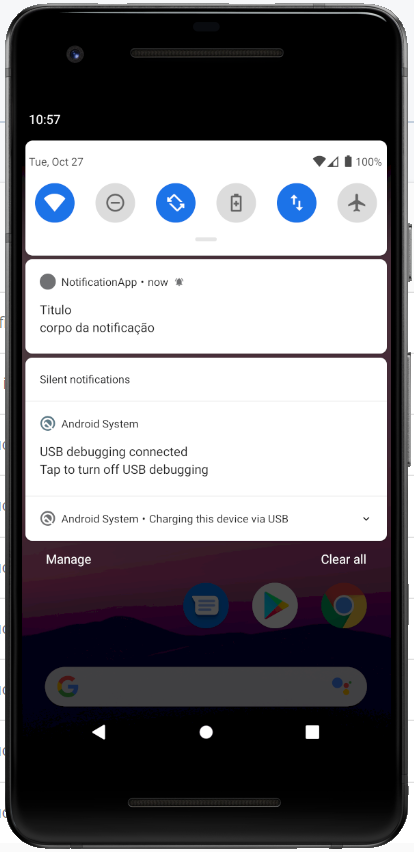 10:57
Tue, Oct 27 100%
NotificationApp • now
Titulo
corpo da notificação
Silent notifications
Android System
USB debugging connected
Tap to turn off USB debugging
Android System • Charging this device via USB
Manage Clear all